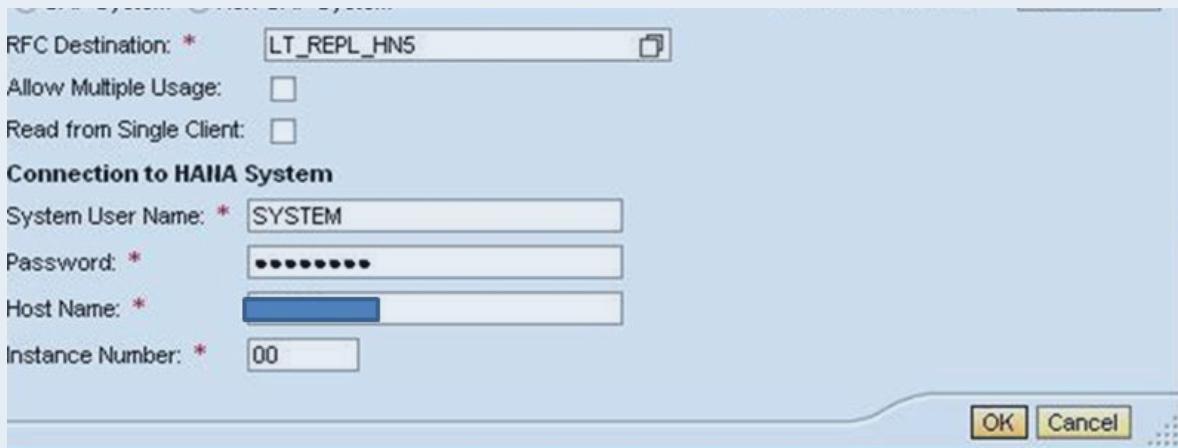 RFC Destination: * LT_REPL_HN5
Allow Multiple Usage:
Read from Single Client:
Connection to HANA System
System User Name: * SYSTEM
Password: * ••••••••
Host Name: *
Instance Number: * 00
OK Cancel